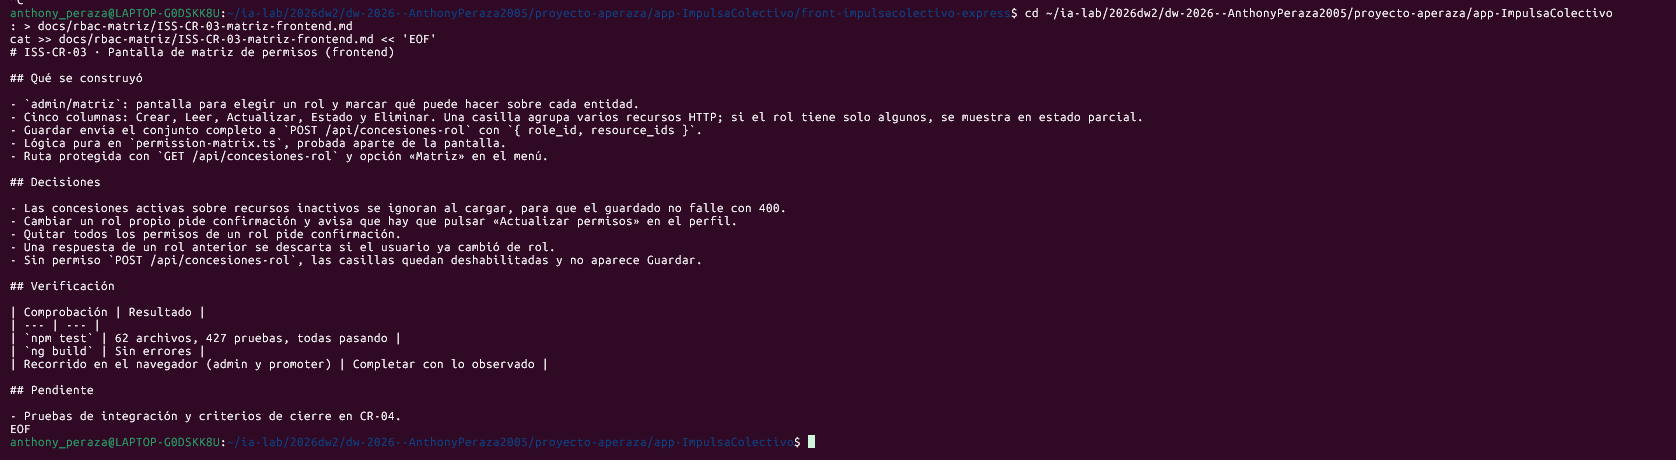 ^C
anthony_peraza@LAPTOP-G0DSKK8U:~/ia-lab/2026dw2/dw-2026--AnthonyPeraza2005/proyecto-aperaza/app-ImpulsaColectivo/front-impulsacolectivo-express$ cd ~/ia-lab/2026dw2/dw-2026--AnthonyPeraza2005/proyecto-aperaza/app-ImpulsaColectivo
: > docs/rbac-matriz/ISS-CR-03-matriz-frontend.md
cat >> docs/rbac-matriz/ISS-CR-03-matriz-frontend.md << 'EOF'
# ISS-CR-03 · Pantalla de matriz de permisos (frontend)

## Qué se construyó

- `admin/matriz`: pantalla para elegir un rol y marcar qué puede hacer sobre cada entidad.
- Cinco columnas: Crear, Leer, Actualizar, Estado y Eliminar. Una casilla agrupa varios recursos HTTP; si el rol tiene solo algunos, se muestra en estado parcial.
- Guardar envía el conjunto completo a `POST /api/concesiones-rol` con `{ role_id, resource_ids }`.
- Lógica pura en `permission-matrix.ts`, probada aparte de la pantalla.
- Ruta protegida con `GET /api/concesiones-rol` y opción «Matriz» en el menú.

## Decisiones

- Las concesiones activas sobre recursos inactivos se ignoran al cargar, para que el guardado no falle con 400.
- Cambiar un rol propio pide confirmación y avisa que hay que pulsar «Actualizar permisos» en el perfil.
- Quitar todos los permisos de un rol pide confirmación.
- Una respuesta de un rol anterior se descarta si el usuario ya cambió de rol.
- Sin permiso `POST /api/concesiones-rol`, las casillas quedan deshabilitadas y no aparece Guardar.

## Verificación

| Comprobación | Resultado |
| --- | --- |
| `npm test` | 62 archivos, 427 pruebas, todas pasando |
| `ng build` | Sin errores |
| Recorrido en el navegador (admin y promoter) | Completar con lo observado |

## Pendiente

- Pruebas de integración y criterios de cierre en CR-04.
EOF
anthony_peraza@LAPTOP-G0DSKK8U:~/ia-lab/2026dw2/dw-2026--AnthonyPeraza2005/proyecto-aperaza/app-ImpulsaColectivo$